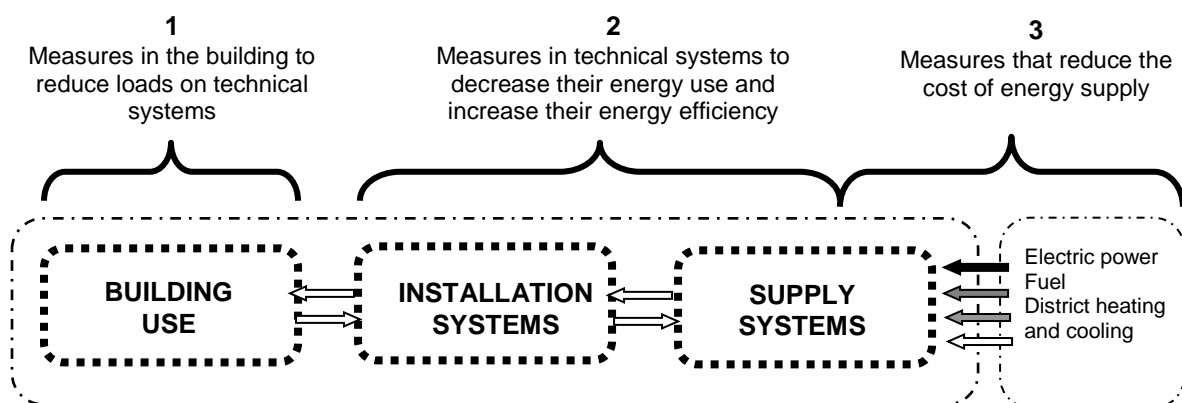 1
Measures in the building to
reduce loads on technical
systems
2
Measures in technical systems to
decrease their energy use and
increase their energy efficiency
3
Measures that reduce the
cost of energy supply
BUILDING
USE
INSTALLATION
SYSTEMS
SUPPLY
SYSTEMS
Electric power
Fuel
District heating
and cooling